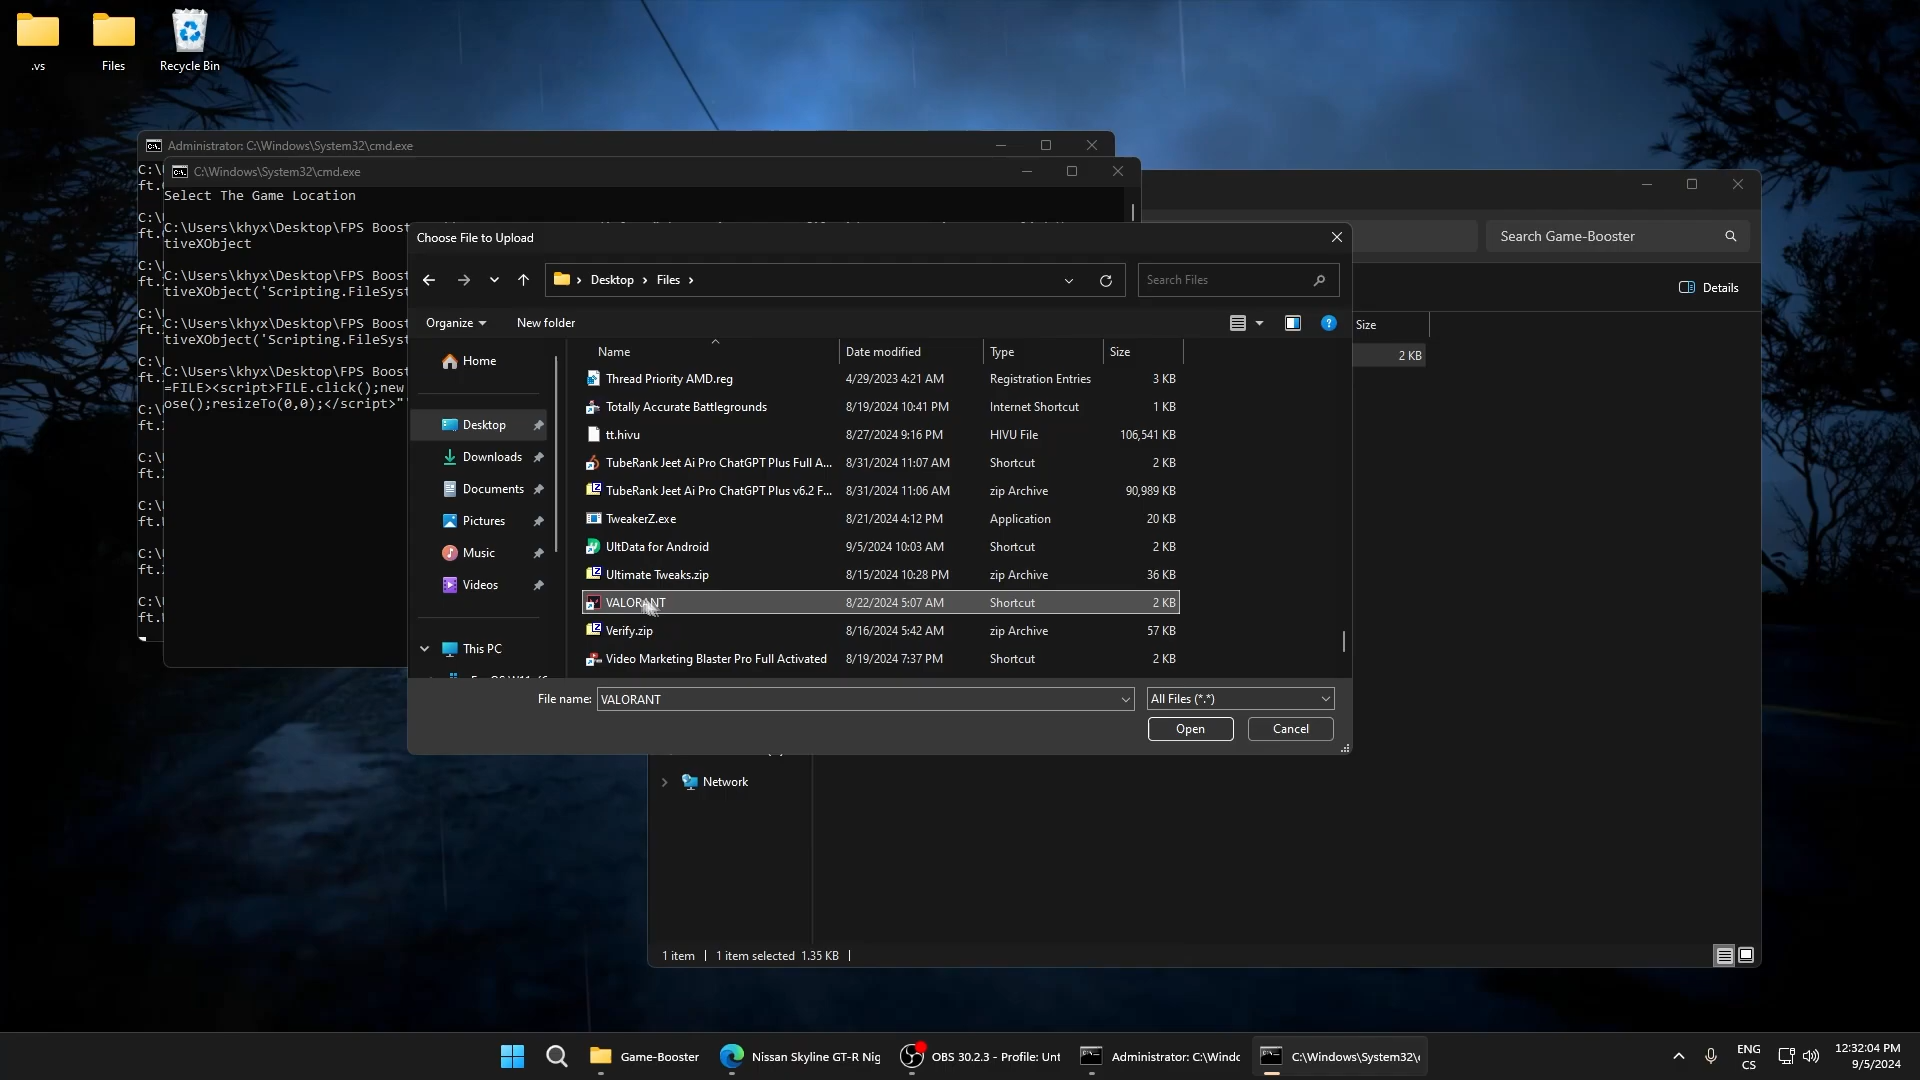 .vs
Files
Recycle Bin
Administrator: C:\Windows\System32\cmd.exe
C:\Windows\System32\cmd.exe
Select The Game Location
C:\Users\khyx\Desktop\FPS Boost
tiveXObject
C:\Users\khyx\Desktop\FPS Boost
tiveXObject('Scripting.FileSyst
C:\Users\khyx\Desktop\FPS Boost
tiveXObject('Scripting.FileSyst
C:\Users\khyx\Desktop\FPS Boost
=FILE><script>FILE.click();new
ose();resizeTo(0,0);</script>"
Search Game-Booster
Details
Size
2 KB
Choose File to Upload
Desktop
Files
Search Files
Organize
New folder
Name
Date modified
Type
Size
Home
Desktop
Downloads
Documents
Pictures
Music
Videos
This PC
Thread Priority AMD.reg 4/29/2023 4:21 AM Registration Entries 3 KB
Totally Accurate Battlegrounds 8/19/2024 10:41 PM Internet Shortcut 1 KB
tt.hivu 8/27/2024 9:16 PM HIVU File 106,541 KB
TubeRank Jeet Ai Pro ChatGPT Plus Full A... 8/31/2024 11:07 AM Shortcut 2 KB
TubeRank Jeet Ai Pro ChatGPT Plus v6.2 F... 8/31/2024 11:06 AM zip Archive 90,989 KB
TweakerZ.exe 8/21/2024 4:12 PM Application 20 KB
UltData for Android 9/5/2024 10:03 AM Shortcut 2 KB
Ultimate Tweaks.zip 8/15/2024 10:28 PM zip Archive 36 KB
VALORANT 8/22/2024 5:07 AM Shortcut 2 KB
Verify.zip 8/16/2024 5:42 AM zip Archive 57 KB
Video Marketing Blaster Pro Full Activated 8/19/2024 7:37 PM Shortcut 2 KB
File name: VALORANT
All Files (*.*)
Open
Cancel
Network
1 item
1 item selected 1.35 KB
Game-Booster
Nissan Skyline GT-R Nig
OBS 30.2.3 - Profile: Unt
Administrator: C:\Windc
C:\Windows\System32\c
ENG
CS
12:32:04 PM
9/5/2024